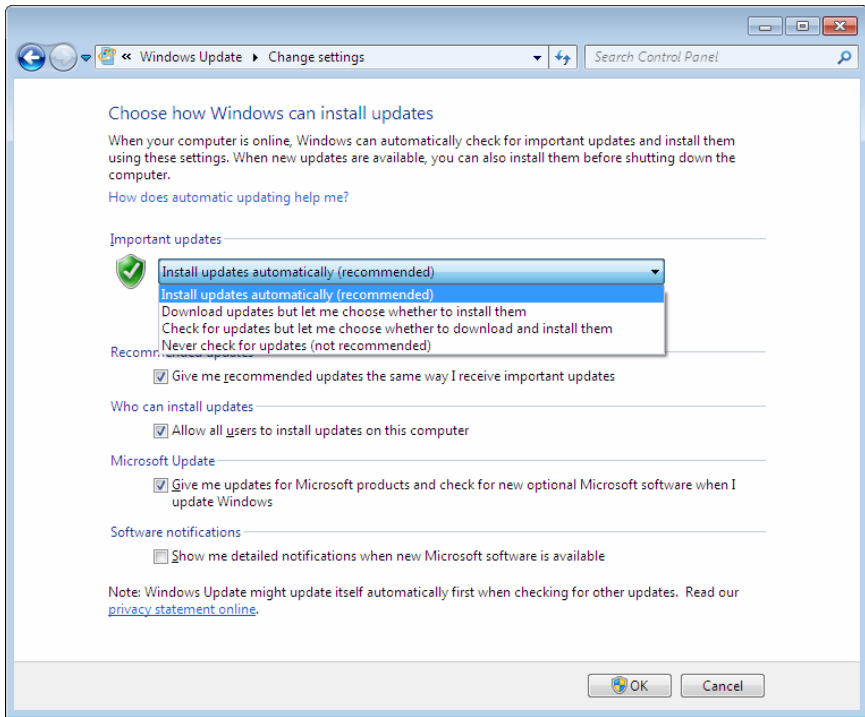 « Windows Update ▸ Change settings
Search Control Panel
Choose how Windows can install updates
When your computer is online, Windows can automatically check for important updates and install them
using these settings. When new updates are available, you can also install them before shutting down the
computer.
How does automatic updating help me?
Important updates
Install updates automatically (recommended)
Install updates automatically (recommended)
Download updates but let me choose whether to install them
Check for updates but let me choose whether to download and install them
Never check for updates (not recommended)
Recommended updates
Give me recommended updates the same way I receive important updates
Who can install updates
Allow all users to install updates on this computer
Microsoft Update
Give me updates for Microsoft products and check for new optional Microsoft software when I
update Windows
Software notifications
Show me detailed notifications when new Microsoft software is available
Note: Windows Update might update itself automatically first when checking for other updates. Read our
privacy statement online.
OK
Cancel